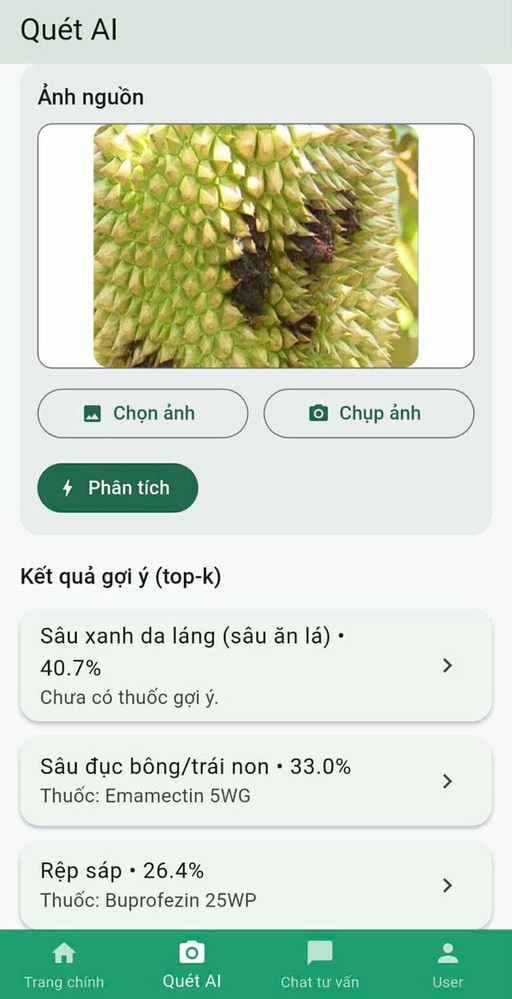 Quét AI
Ảnh nguồn
Chọn ảnh
Chụp ảnh
Phân tích
Kết quả gợi ý (top-k)
Sâu xanh da láng (sâu ăn lá) •
40.7%
Chưa có thuốc gợi ý.
Sâu đục bông/trái non • 33.0%
Thuốc: Emamectin 5WG
Rệp sáp • 26.4%
Thuốc: Buprofezin 25WP
Trang chính
Quét AI
Chat tư vấn
User